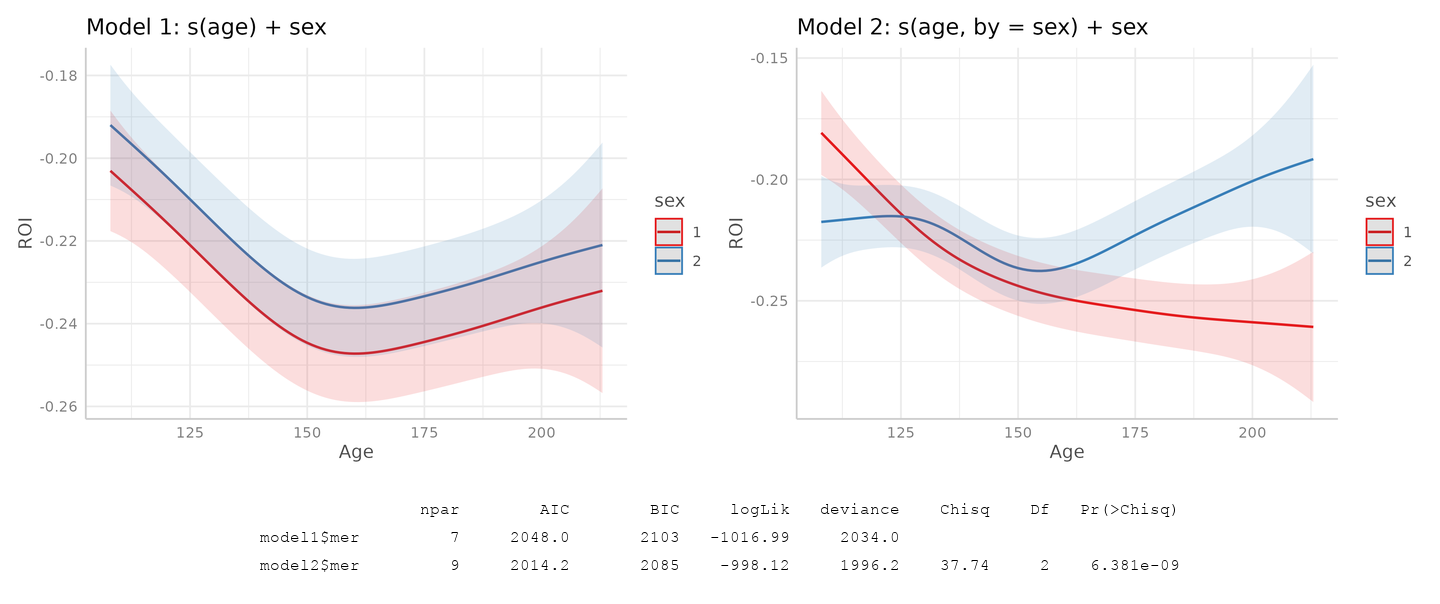 Model 1: s(age) + sex
-0.18
-0.20
-0.22
-0.24
-0.26
ROI
125 150 175 200
Age
sex
1
2
Model 2: s(age, by = sex) + sex
-0.15
-0.20
-0.25
ROI
125 150 175 200
Age
sex
1
2
npar AIC BIC logLik deviance Chisq Df Pr(>Chisq)
model1$mer 7 2048.0 2103 -1016.99 2034.0
model2$mer 9 2014.2 2085 -998.12 1996.2 37.74 2 6.381e-09